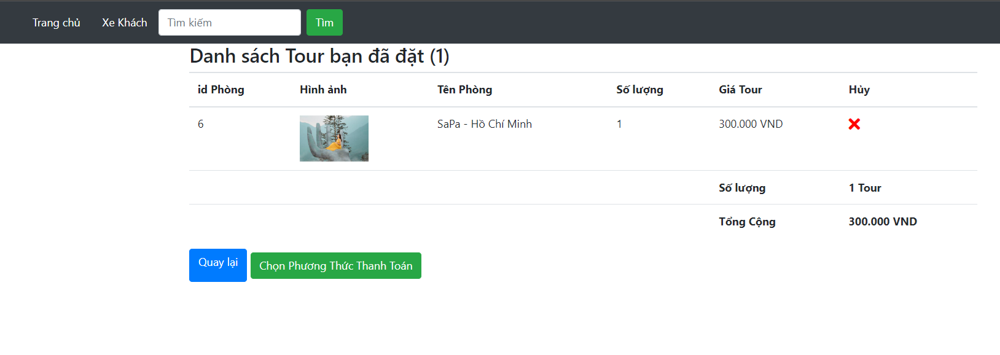 Trang chủ Xe Khách Tìm kiếm Tìm
Danh sách Tour bạn đã đặt (1)
id Phòng Hình ảnh Tên Phòng Số lượng Giá Tour Hủy
6 SaPa - Hồ Chí Minh 1 300.000 VND
Số lượng 1 Tour
Tổng Cộng 300.000 VND
Quay lại Chọn Phương Thức Thanh Toán